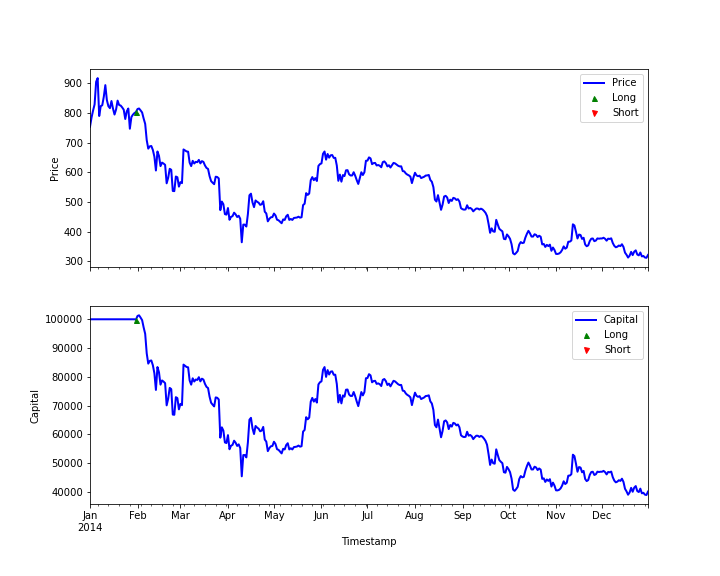 900
800
700
600
500
400
300
Price
Price
Long
Short
100000
90000
80000
70000
60000
50000
40000
Capital
Capital
Long
Short
Jan Feb Mar Apr May Jun Jul Aug Sep Oct Nov Dec
2014
Timestamp